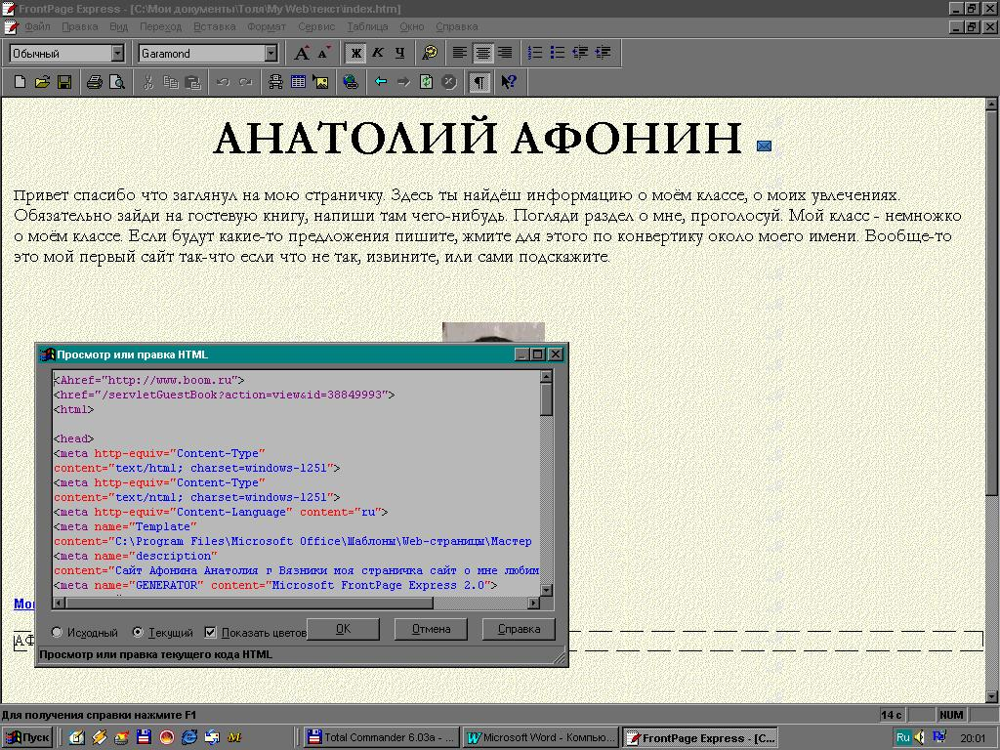 FrontPage Express - [C:\Мои документы\Толя\My Web\текст\index.htm]
Файл Правка Вид Переход Вставка Формат Сервис Таблица Окно Справка
Обычный Garamond Ж К Ч
АНАТОЛИЙ АФОНИН
Привет спасибо что заглянул на мою страничку. Здесь ты найдёш информацию о моём классе, о моих увлечениях.
Обязательно зайди на гостевую книгу, напиши там чего-нибудь. Погляди раздел о мне, проголосуй. Мой класс - немножко
о моём классе. Если будут какие-то предложения пишите, жмите для этого по конвертику около моего имени. Вообще-то
это мой первый сайт так-что если что не так, извините, или сами подскажите.
Просмотр или правка HTML
<Ahref="http://www.boom.ru">
<href="/servletGuestBook?action=view&id=38849993">
<html>
<head>
<meta http-equiv="Content-Type"
content="text/html; charset=windows-1251">
<meta http-equiv="Content-Type"
content="text/ntml; charset=windows-1251">
<meta http-equiv="Content-Language" content="ru">
<meta name="Template"
content="C:\Program Files\Microsoft Office\Шаблоны\Web-страницы\Мастер
<meta name="description"
content="Сайт Афонина Анатолия г Вязники моя страничка сайт о мне любим
<meta name="GENERATOR" content="Microsoft FrontPage Express 2.0">
Исходный Текущий Показать цветов OK Отмена Справка
Просмотр или правка текущего кода HTML
Для получения справки нажмите F1 14 с NUM
Пуск Total Commander 6.03a - ... Microsoft Word - Компью... FrontPage Express - [C... Ru 20:01